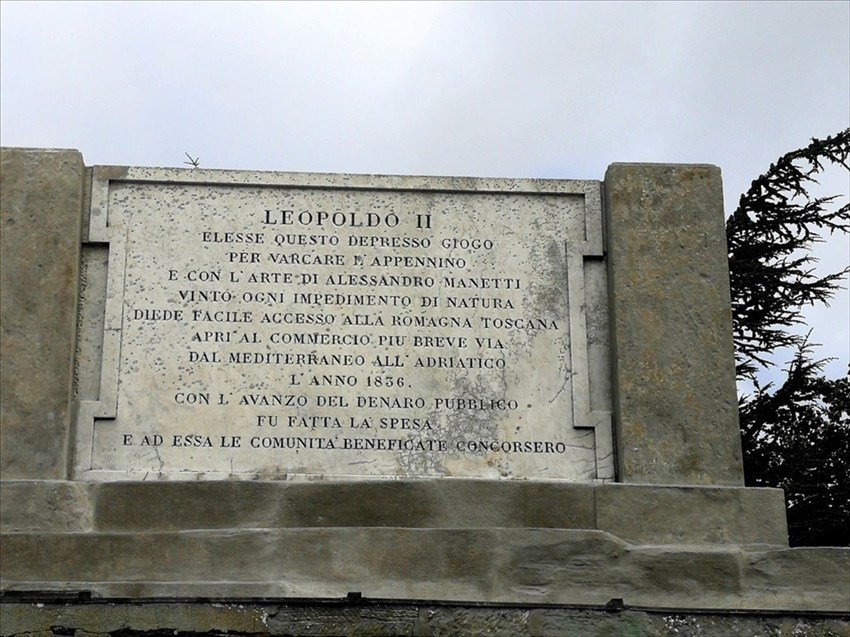 LEOPOLDO II
ELESSE QUESTO DEPRESSO GIOGO
PER VARCARE L'APPENNINO
E CON L'ARTE DI ALESSANDRO MANETTI
VINTO OGNI IMPEDIMENTO DI NATURA
DIEDE FACILE ACCESSO ALLA ROMAGNA TOSCANA
APRI AL COMMERCIO PIU BREVE VIA
DAL MEDITERRANEO ALL'ADRIATICO
L'ANNO 1836.
CON L'AVANZO DEL DENARO PUBBLICO
FU FATTA LA SPESA
E AD ESSA LE COMUNITA BENEFICATE CONCORSERO